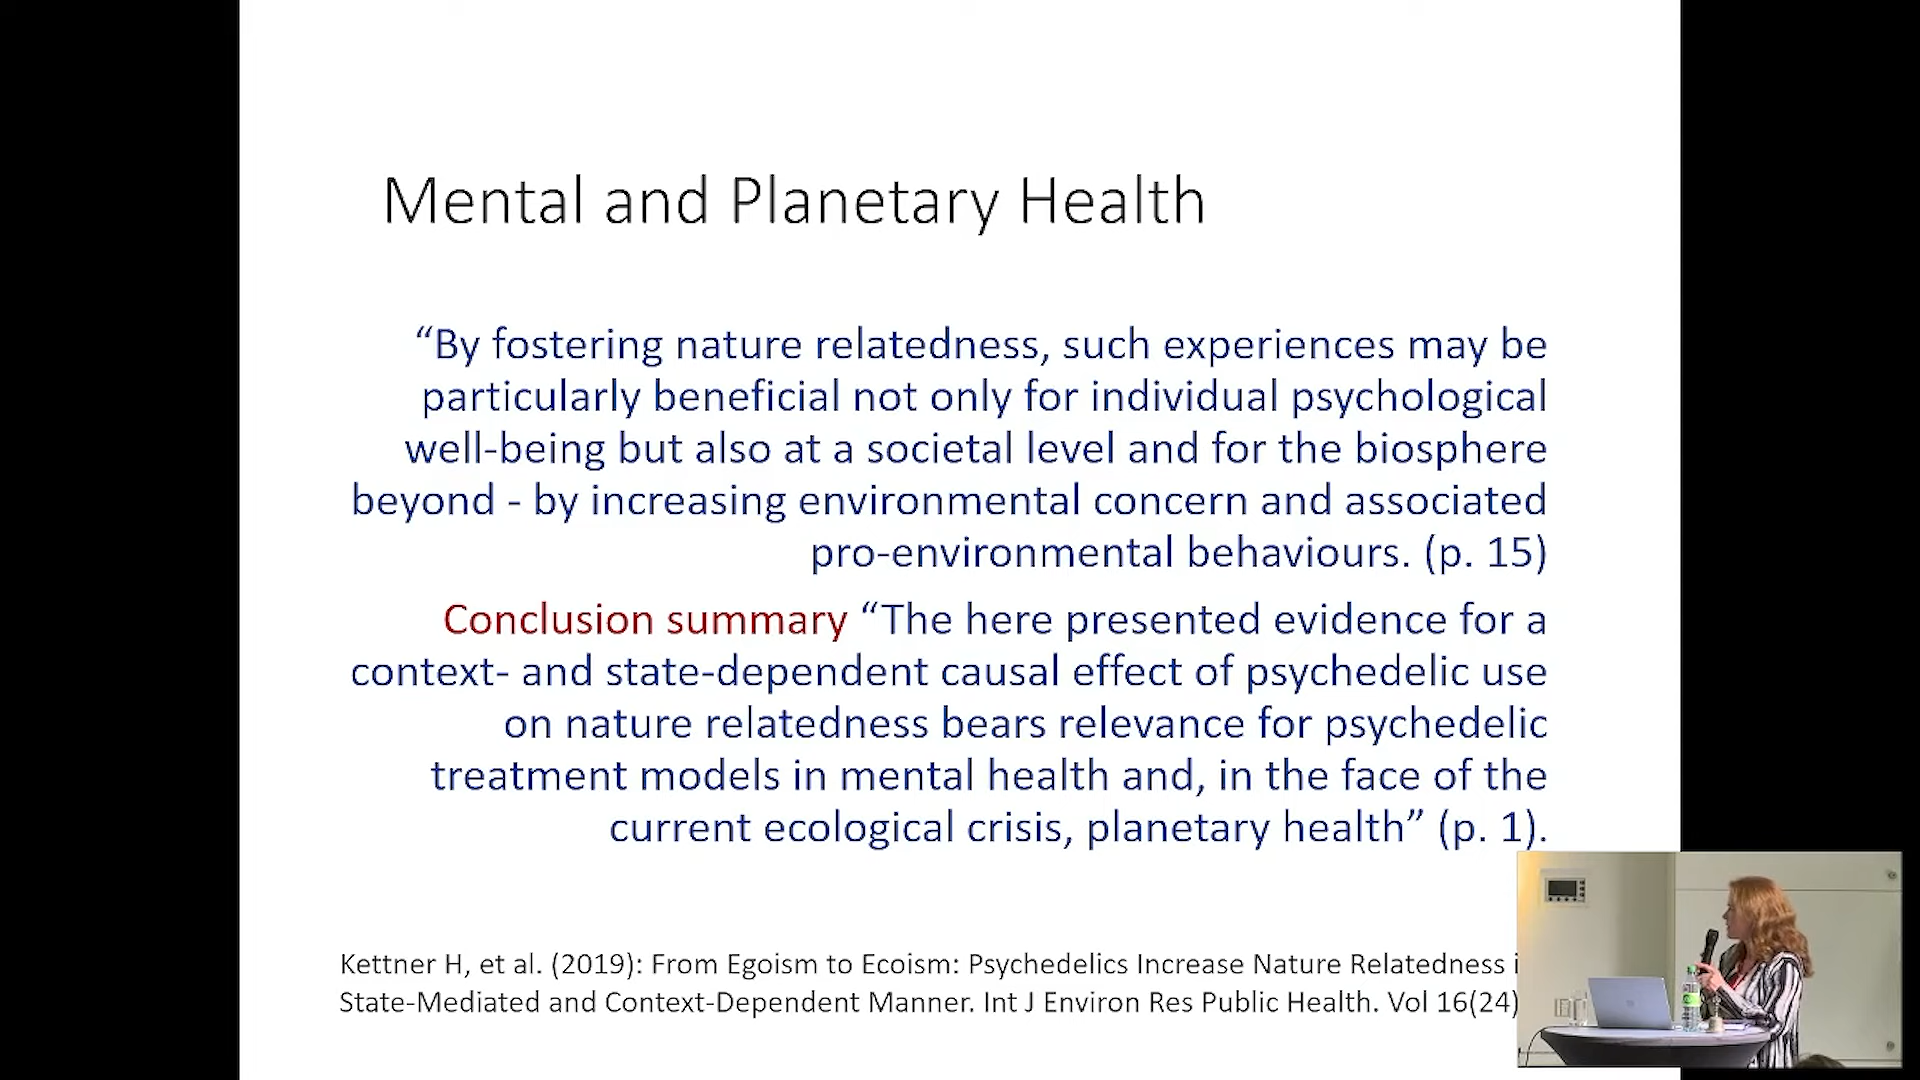 Mental and Planetary Health
“By fostering nature relatedness, such experiences may be
particularly beneficial not only for individual psychological
well-being but also at a societal level and for the biosphere
beyond - by increasing environmental concern and associated
pro-environmental behaviours. (p. 15)
Conclusion summary “The here presented evidence for a
context- and state-dependent causal effect of psychedelic use
on nature relatedness bears relevance for psychedelic
treatment models in mental health and, in the face of the
current ecological crisis, planetary health” (p. 1).
Kettner H, et al. (2019): From Egoism to Ecoism: Psychedelics Increase Nature Relatedness
State-Mediated and Context-Dependent Manner. Int J Environ Res Public Health. Vol 16(24)